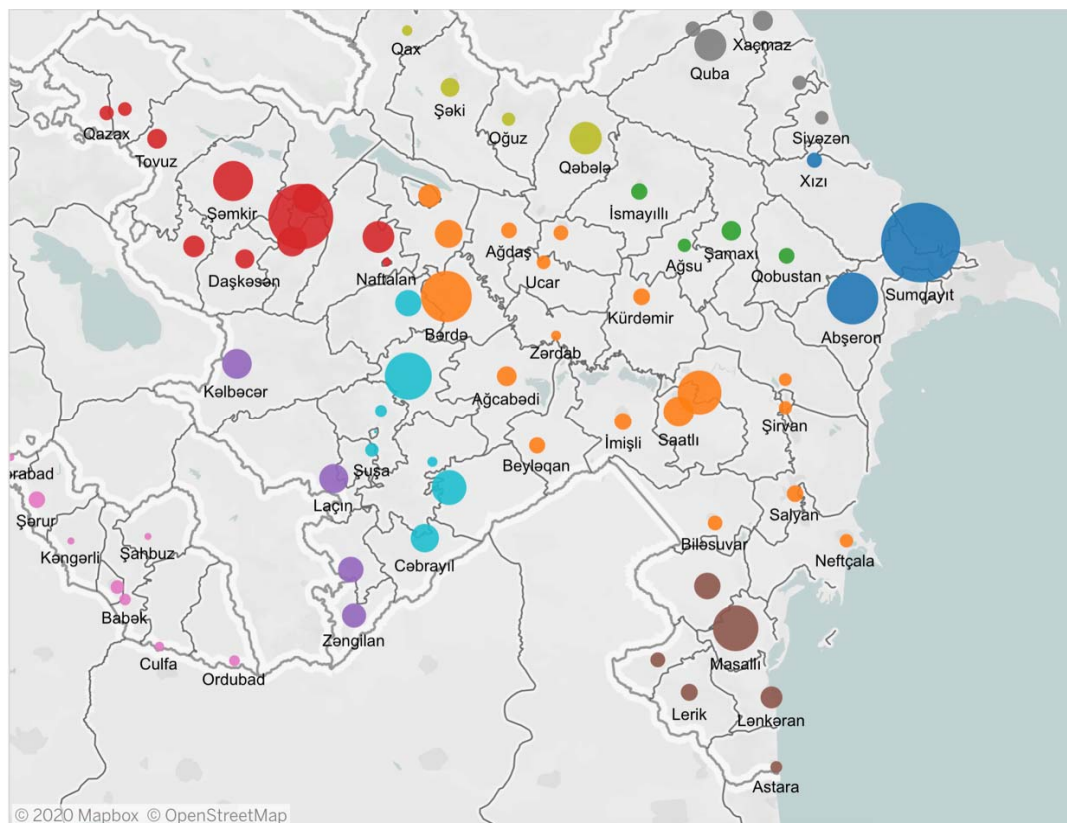 Qax
Xaçmaz
Quba
Şəki
Qazax
Oğuz
Siyəzən
Tovuz
Qəbələ
Xızı
Şəmkir
İsmayıllı
Ağdaş
Ağsu
Şamaxı
Qobustan
Daşkəsən
Naftalan
Ucar
Sumqayıt
Kürdəmir
Bərdə
Abşeron
Zərdab
Kəlbəcər
Ağcabədi
Şirvan
İmişli
Saatlı
Şuşa
Beyləqan
orabad
Laçın
Salyan
Şərur
Biləsuvar
Kəngərli
Şahbuz
Cəbrayıl
Neftçala
Babək
Zəngilan
Culfa
Masallı
Ordubad
Lerik
Lənkəran
Astara
© 2020 Mapbox © OpenStreetMap